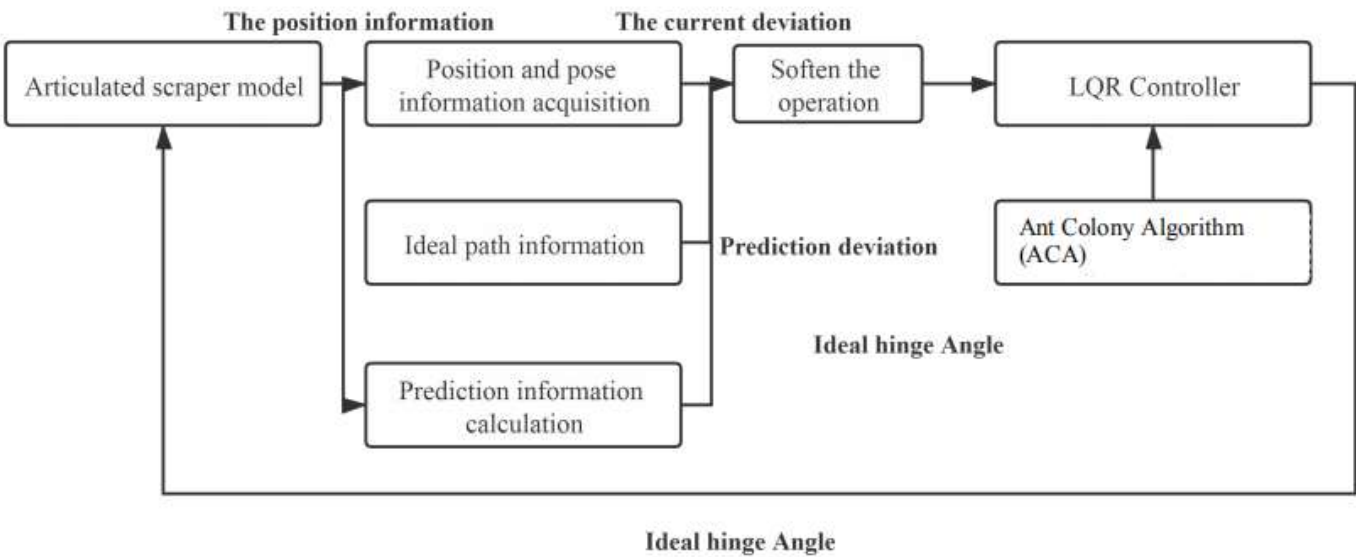 The position information
The current deviation
Articulated scraper model
Position and pose
information acquisition
Soften the
operation
LQR Controller
Ideal path information
Prediction deviation
Ant Colony Algorithm
(ACA)
Ideal hinge Angle
Prediction information
calculation
Ideal hinge Angle